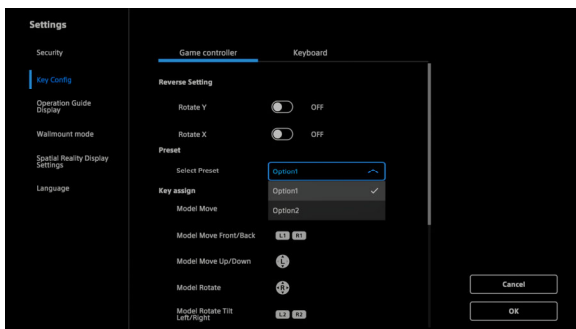 Settings
Security
Key Config
Operation Guide
Display
Wallmount mode
Spatial Reality Display
Settings
Language
Game controller
Keyboard
Reverse Setting
Rotate Y
OFF
Rotate X
OFF
Preset
Select Preset
Option1
Option1
Option2
Key assign
Model Move
Model Move Front/Back
L1 R1
Model Move Up/Down
L
Model Rotate
R
Model Rotate Tilt
Left/Right
L2 R2
Cancel
OK